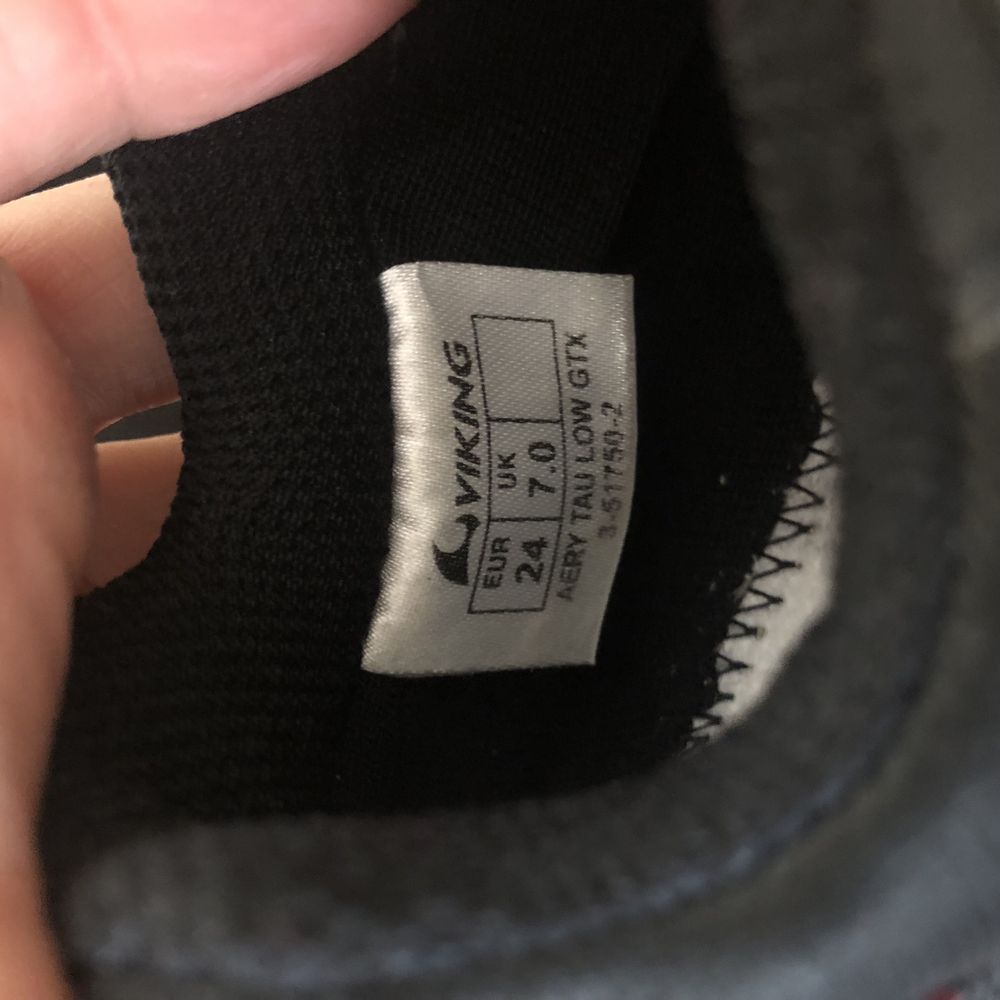 VIKING
EUR UK
24 7.0
AERY TAU LOW GTX
3-51750-2